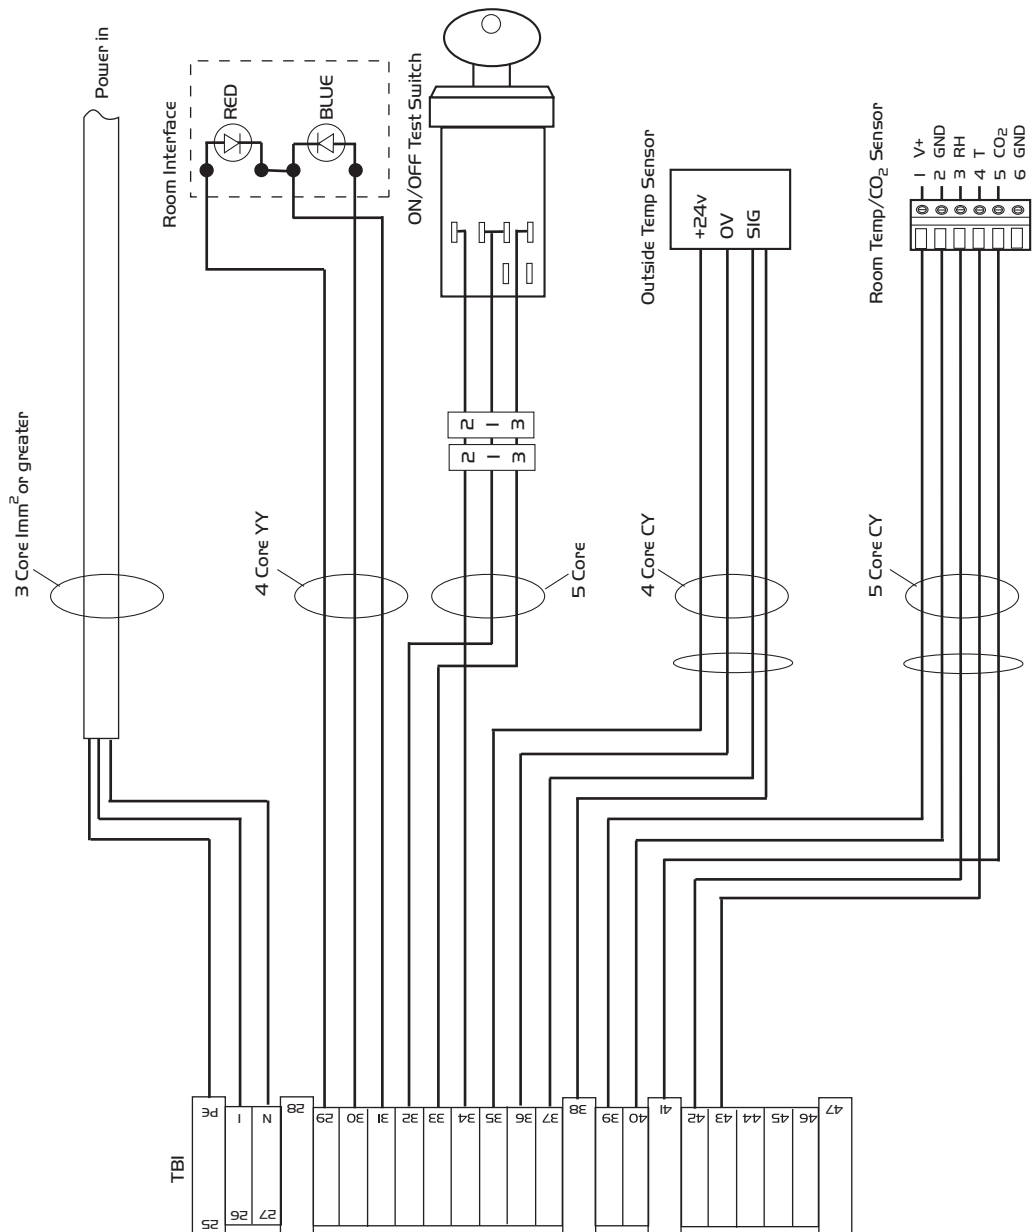 Power in
3 Core 1mm² or greater
Room Interface
RED
BLUE
4 Core YY
ON/OFF Test Switch
2
1
3
2
1
3
5 Core
Outside Temp Sensor
+24v
0V
SIG
4 Core CY
Room Temp/CO₂ Sensor
1 V+
2 GND
3 RH
4 T
5 CO₂
6 GND
5 Core CY
TB1
25 PE
26 1
27 N
28
29
30
31
32
33
34
35
36
37
38
39
40
41
42
43
44
45
46
47